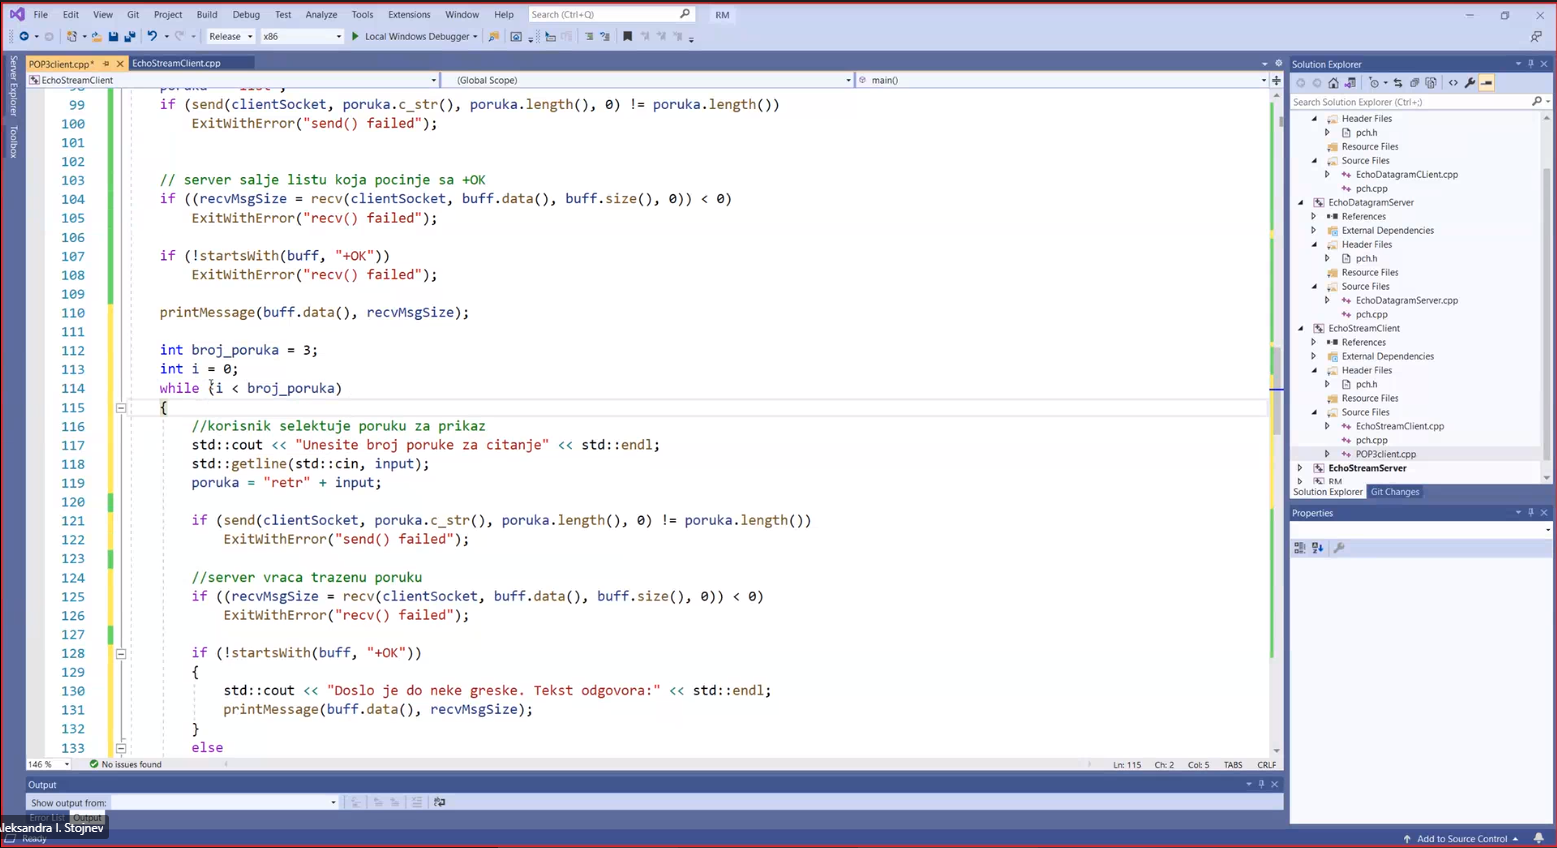 File Edit View Git Project Build Debug Test Analyze Tools Extensions Window Help Search (Ctrl+Q) RM
Release x86 Local Windows Debugger
POP3client.cpp* EchoStreamClient.cpp
EchoStreamClient (Global Scope) main()
Server Explorer
Toolbox
99 if (send(clientSocket, poruka.c_str(), poruka.length(), 0) != poruka.length())
100 ExitWithError("send() failed");
101
102
103 // server salje listu koja pocinje sa +OK
104 if ((recvMsgSize = recv(clientSocket, buff.data(), buff.size(), 0)) < 0)
105 ExitWithError("recv() failed");
106
107 if (!startsWith(buff, "+OK"))
108 ExitWithError("recv() failed");
109
110 printMessage(buff.data(), recvMsgSize);
111
112 int broj_poruka = 3;
113 int i = 0;
114 while (i < broj_poruka)
115 {
116 //korisnik selektuje poruku za prikaz
117 std::cout << "Unesite broj poruke za citanje" << std::endl;
118 std::getline(std::cin, input);
119 poruka = "retr" + input;
120
121 if (send(clientSocket, poruka.c_str(), poruka.length(), 0) != poruka.length())
122 ExitWithError("send() failed");
123
124 //server vraca trazenu poruku
125 if ((recvMsgSize = recv(clientSocket, buff.data(), buff.size(), 0)) < 0)
126 ExitWithError("recv() failed");
127
128 if (!startsWith(buff, "+OK"))
129 {
130 std::cout << "Doslo je do neke greske. Tekst odgovora:" << std::endl;
131 printMessage(buff.data(), recvMsgSize);
132 }
133 else
146 % No issues found Ln: 115 Ch: 2 Col: 5 TABS CRLF
Output
Show output from:
Error List Output
Aleksandra I. Stojnev
Ready
Solution Explorer
Search Solution Explorer (Ctrl+;)
Header Files
pch.h
Resource Files
Source Files
EchoDatagramCLient.cpp
pch.cpp
EchoDatagramServer
References
External Dependencies
Header Files
pch.h
Resource Files
Source Files
EchoDatagramServer.cpp
pch.cpp
EchoStreamClient
References
External Dependencies
Header Files
pch.h
Resource Files
Source Files
EchoStreamClient.cpp
pch.cpp
POP3client.cpp
EchoStreamServer
RM
Solution Explorer Git Changes
Properties
Add to Source Control